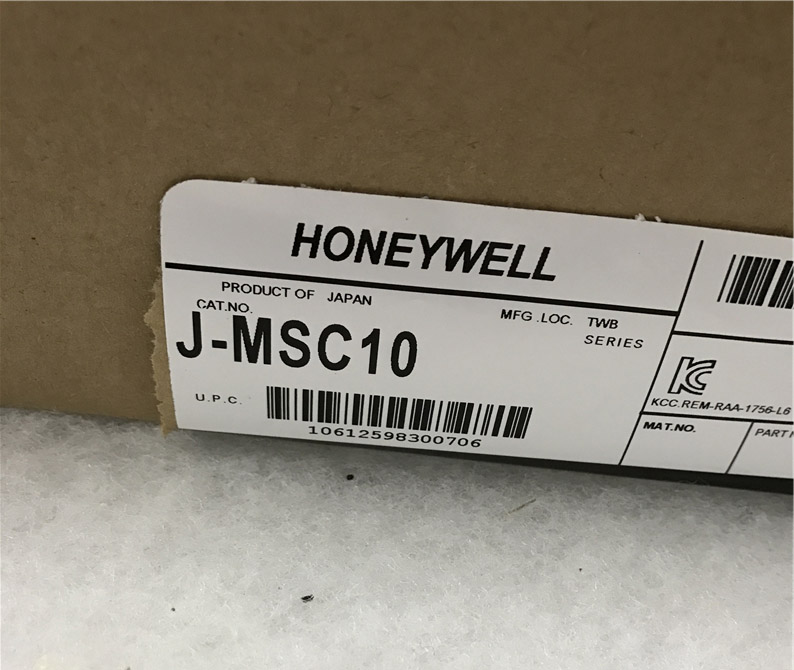 HONEYWELL
PRODUCT OF JAPAN
CAT.NO.
MFG .LOC. TWB
SERIES
J-MSC10
U.P.C.
10612598300706
KC
KCC.REM-RAA-1756-L6
MAT.NO.
PART